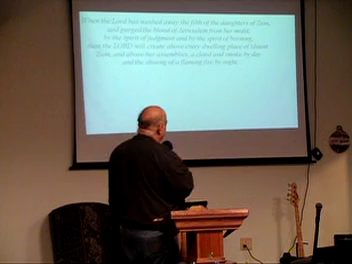 When the Lord has washed away the filth of the daughters of Zion,
and purged the blood of Jerusalem from her midst,
by the spirit of judgment and by the spirit of burning,
then the LORD will create above every dwelling place of Mount
Zion, and above her assemblies, a cloud and smoke by day
and the shining of a flaming fire by night.